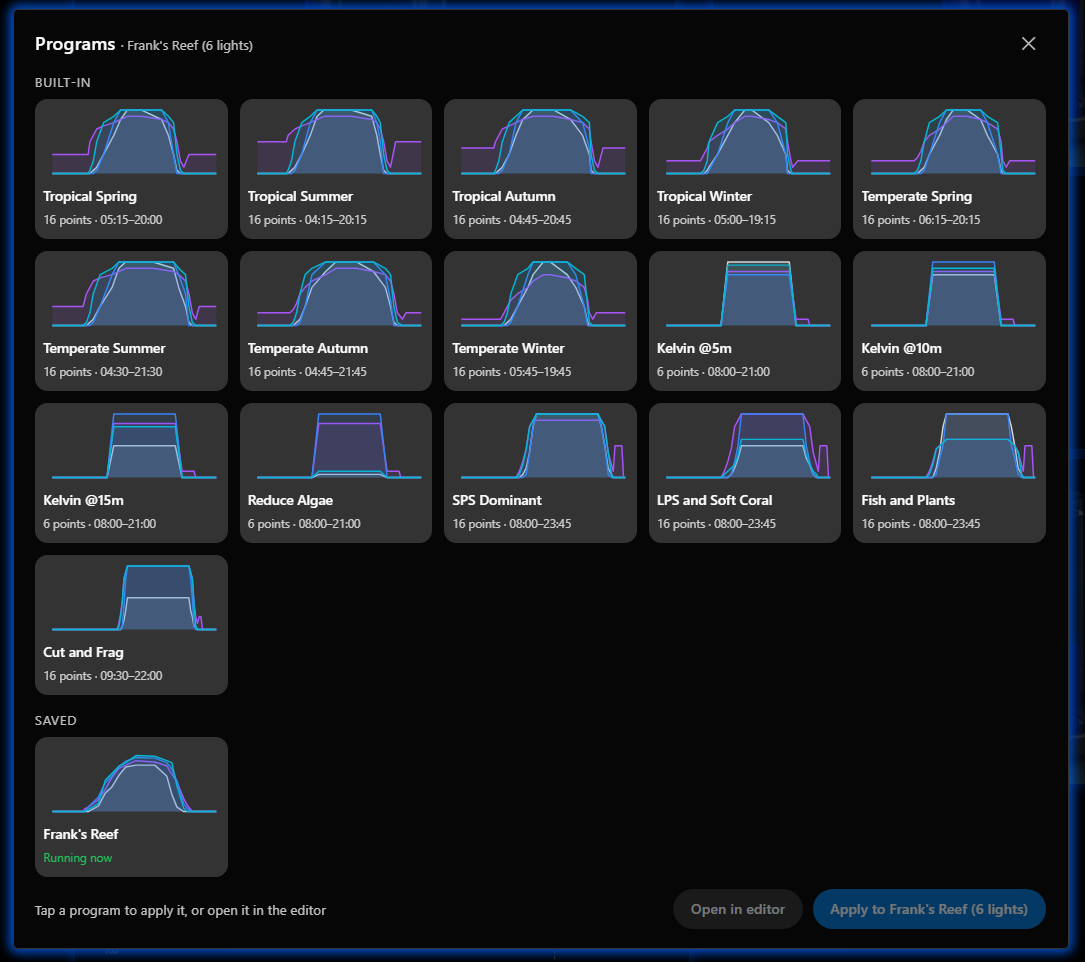 Programs · Frank's Reef (6 lights)
BUILT-IN
Tropical Spring
16 points · 05:15–20:00
Tropical Summer
16 points · 04:15–20:15
Tropical Autumn
16 points · 04:45–20:45
Tropical Winter
16 points · 05:00–19:15
Temperate Spring
16 points · 06:15–20:15
Temperate Summer
16 points · 04:30–21:30
Temperate Autumn
16 points · 04:45–21:45
Temperate Winter
16 points · 05:45–19:45
Kelvin @5m
6 points · 08:00–21:00
Kelvin @10m
6 points · 08:00–21:00
Kelvin @15m
6 points · 08:00–21:00
Reduce Algae
6 points · 08:00–21:00
SPS Dominant
16 points · 08:00–23:45
LPS and Soft Coral
16 points · 08:00–23:45
Fish and Plants
16 points · 08:00–23:45
Cut and Frag
16 points · 09:30–22:00
SAVED
Frank's Reef
Running now
Tap a program to apply it, or open it in the editor
Open in editor
Apply to Frank's Reef (6 lights)